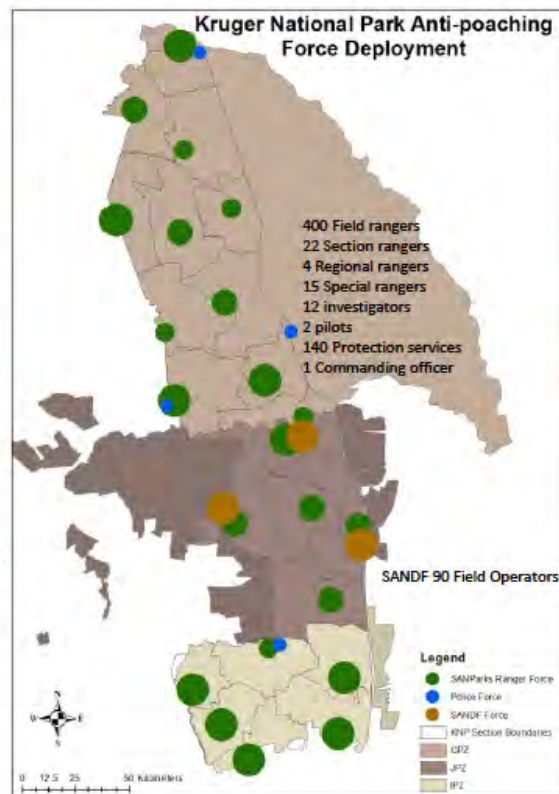 Kruger National Park Anti-poaching
Force Deployment
400 Field rangers
22 Section rangers
4 Regional rangers
15 Special rangers
12 investigators
2 pilots
140 Protection services
1 Commanding officer
SANDF 90 Field Operators
Legend
SANParks Ranger Force
Police Force
SANDF Force
KNP Section Boundaries
CPZ
JPZ
IPZ
N
W E
S
0 12.5 25 50 Kilometers